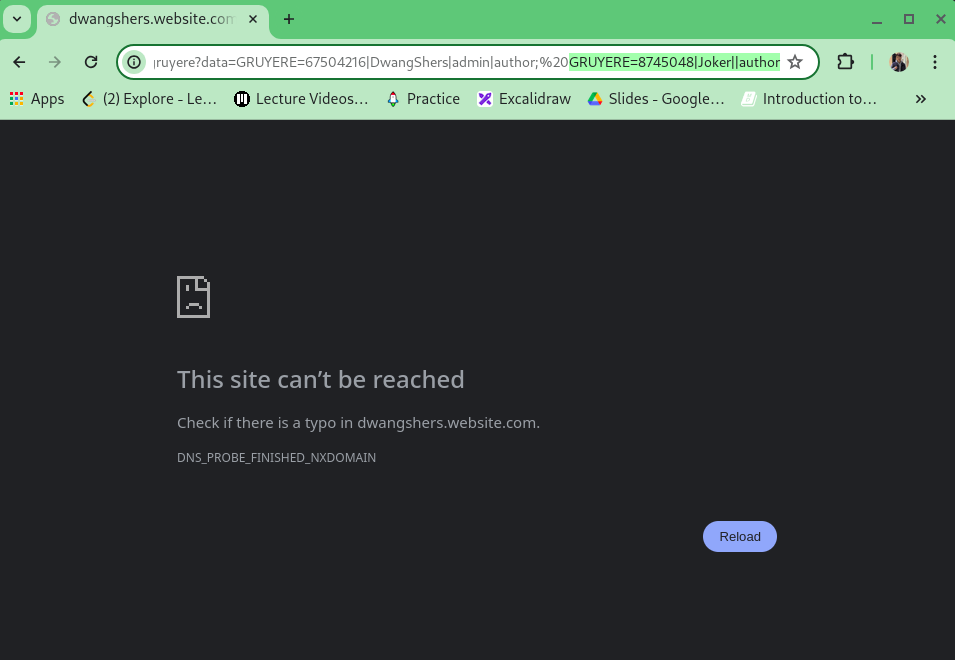 dwangshers.website.com
ruyere?data=GRUYERE=67504216|DwangShers|admin|author;%20GRUYERE=8745048|Joker||author
Apps (2) Explore - Le… Lecture Videos… Practice Excalidraw Slides - Google… Introduction to… »
This site can’t be reached
Check if there is a typo in dwangshers.website.com.
DNS_PROBE_FINISHED_NXDOMAIN
Reload